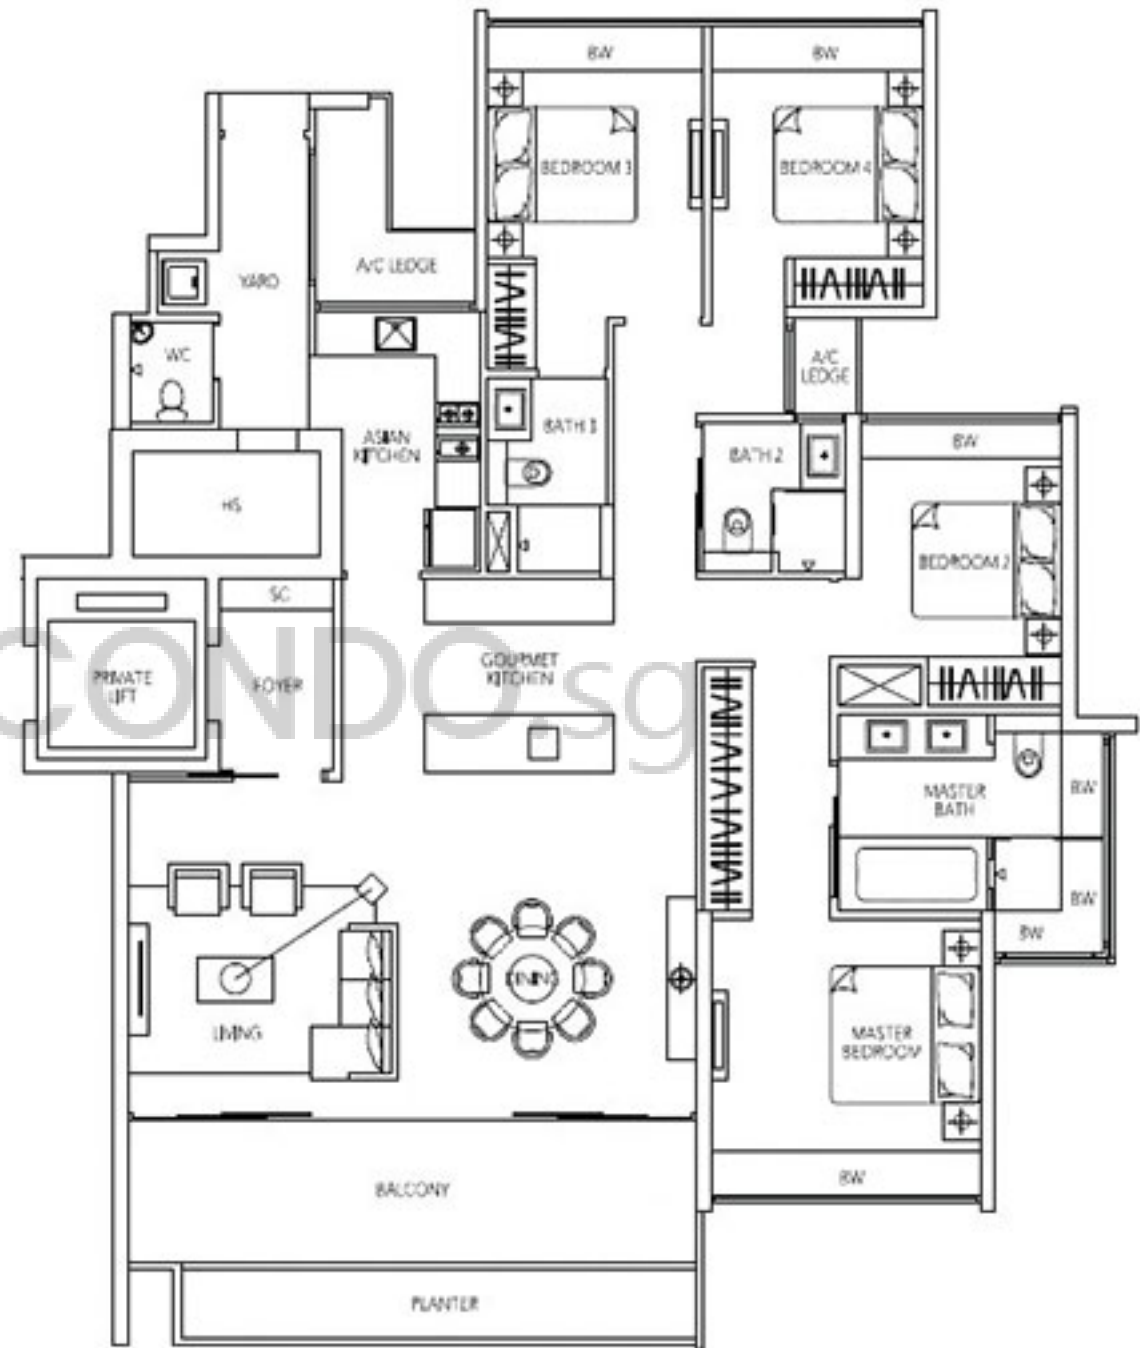 BW
BW
BEDROOM 3
BEDROOM 4
A/C LEDGE
YARD
WC
A/C
LEDGE
BATH 3
ASIAN
KITCHEN
BATH 2
BW
HS
BEDROOM 2
SC
GOURMET
KITCHEN
PRIVATE
LIFT
FOYER
CONDO.sg
MASTER
BATH
BW
BW
BW
DINING
LIVING
MASTER
BEDROOM
BW
BALCONY
PLANTER